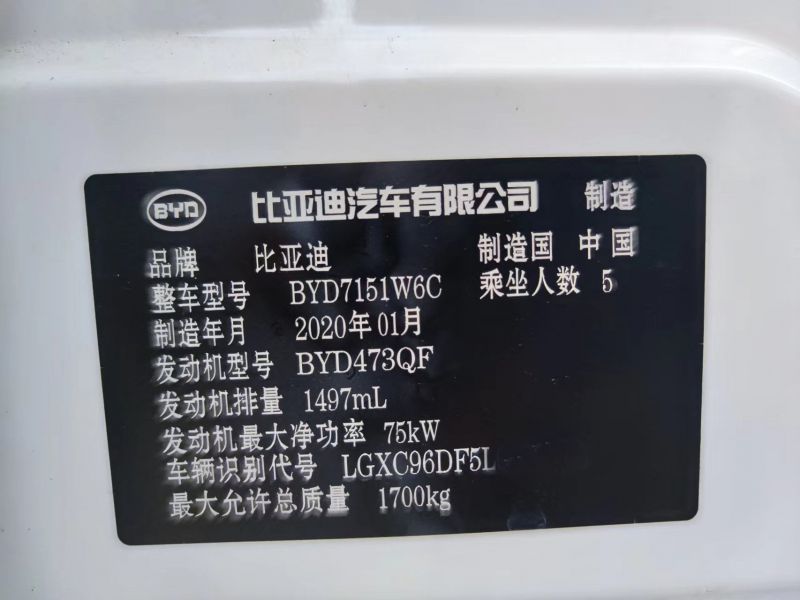 BYD 比亚迪汽车有限公司 制造
品牌 比亚迪 制造国 中国
整车型号 BYD7151W6C 乘坐人数 5
制造年月 2020年01月
发动机型号 BYD473QF
发动机排量 1497mL
发动机最大净功率 75kW
车辆识别代号 LGXC96DF5L
最大允许总质量 1700kg